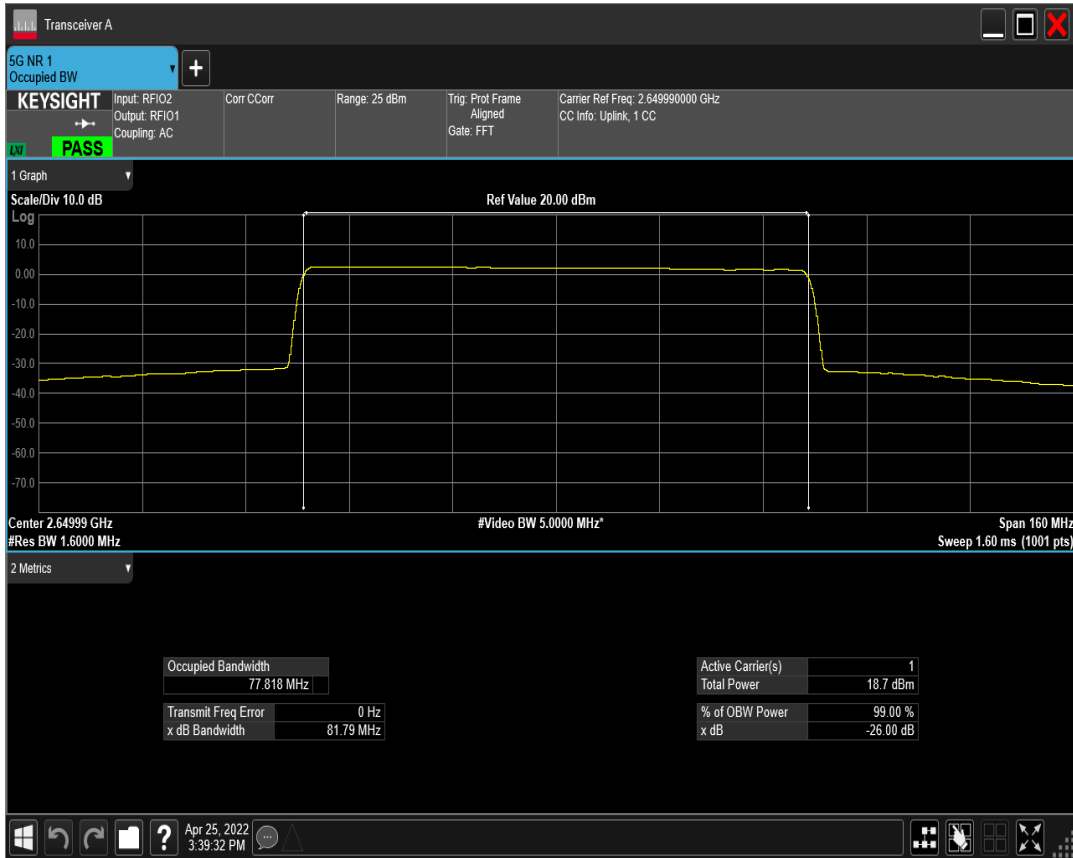 Transceiver A
5G NR 1
Occupied BW
KEYSIGHT
LXI
PASS
Input: RFIO2
Output: RFIO1
Coupling: AC
Corr CCorr
Range: 25 dBm
Trig: Prot Frame
Aligned
Gate: FFT
Carrier Ref Freq: 2.649990000 GHz
CC Info: Uplink, 1 CC
1 Graph
Scale/Div 10.0 dB
Ref Value 20.00 dBm
Log
10.0
0.00
-10.0
-20.0
-30.0
-40.0
-50.0
-60.0
-70.0
Center 2.64999 GHz
#Video BW 5.0000 MHz*
Span 160 MHz
#Res BW 1.6000 MHz
Sweep 1.60 ms (1001 pts)
2 Metrics
Occupied Bandwidth
77.818 MHz
Transmit Freq Error 0 Hz
x dB Bandwidth 81.79 MHz
Active Carrier(s) 1
Total Power 18.7 dBm
% of OBW Power 99.00 %
x dB -26.00 dB
?
Apr 25, 2022
3:39:32 PM